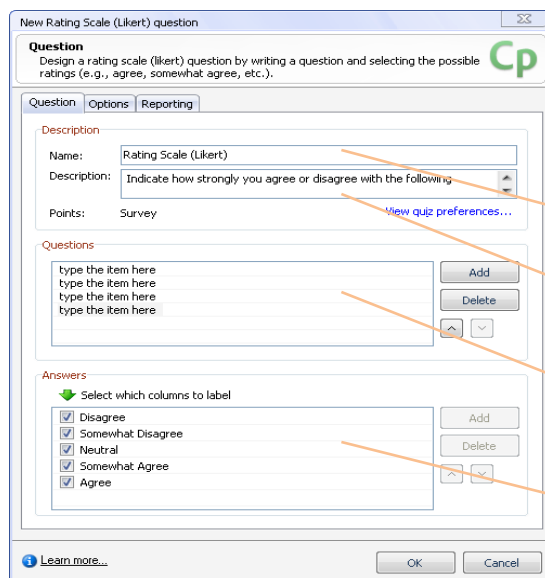 New Rating Scale (Likert) question
Question
Design a rating scale (likert) question by writing a question and selecting the possible
ratings (e.g., agree, somewhat agree, etc.).
Cp
Question Options Reporting
Description
Name: Rating Scale (Likert)
Description: Indicate how strongly you agree or disagree with the following
Points: Survey View quiz preferences...
Questions
type the item here Add
type the item here
type the item here Delete
type the item here
Answers
Select which columns to label
Disagree Add
Somewhat Disagree
Neutral Delete
Somewhat Agree
Agree
Learn more... OK Cancel